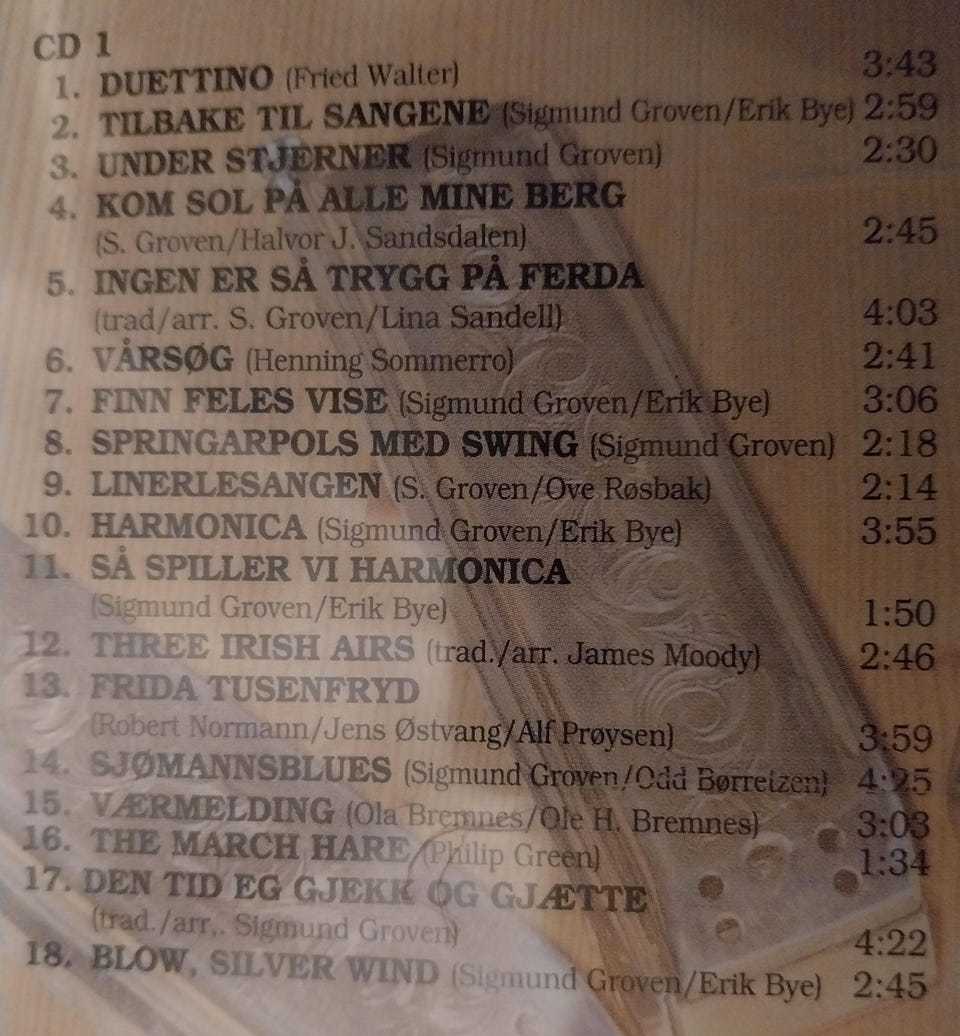 CD 1
1. DUETTINO (Fried Walter) 3:43
2. TILBAKE TIL SANGENE (Sigmund Groven/Erik Bye) 2:59
3. UNDER STJERNER (Sigmund Groven) 2:30
4. KOM SOL PÅ ALLE MINE BERG
(S. Groven/Halvor J. Sandsdalen) 2:45
5. INGEN ER SÅ TRYGG PÅ FERDA
(trad/arr. S. Groven/Lina Sandell) 4:03
6. VÅRSØG (Henning Sommerro) 2:41
7. FINN FELES VISE (Sigmund Groven/Erik Bye) 3:06
8. SPRINGARPOLS MED SWING (Sigmund Groven) 2:18
9. LINERLESANGEN (S. Groven/Ove Røsbak) 2:14
10. HARMONICA (Sigmund Groven/Erik Bye) 3:55
11. SÅ SPILLER VI HARMONICA
(Sigmund Groven/Erik Bye) 1:50
12. THREE IRISH AIRS (trad./arr. James Moody) 2:46
13. FRIDA TUSENFRYD
(Robert Normann/Jens Østvang/Alf Prøysen) 3:59
14. SJØMANNSBLUES (Sigmund Groven/Odd Børretzen) 4:25
15. VÆRMELDING (Ola Bremnes/Ole H. Bremnes) 3:03
16. THE MARCH HARE (Philip Green) 1:34
17. DEN TID EG GJEKK OG GJÆTTE
(trad./arr,. Sigmund Groven) 4:22
18. BLOW, SILVER WIND (Sigmund Groven/Erik Bye) 2:45